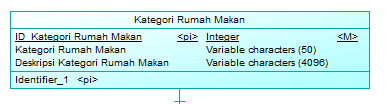 Kategori Rumah Makan
ID_Kategori Rumah Makan <pi> Integer <M>
Kategori Rumah Makan Variable characters (50)
Deskripsi Kategori Rumah Makan Variable characters (4096)
Identifier_1 <pi>